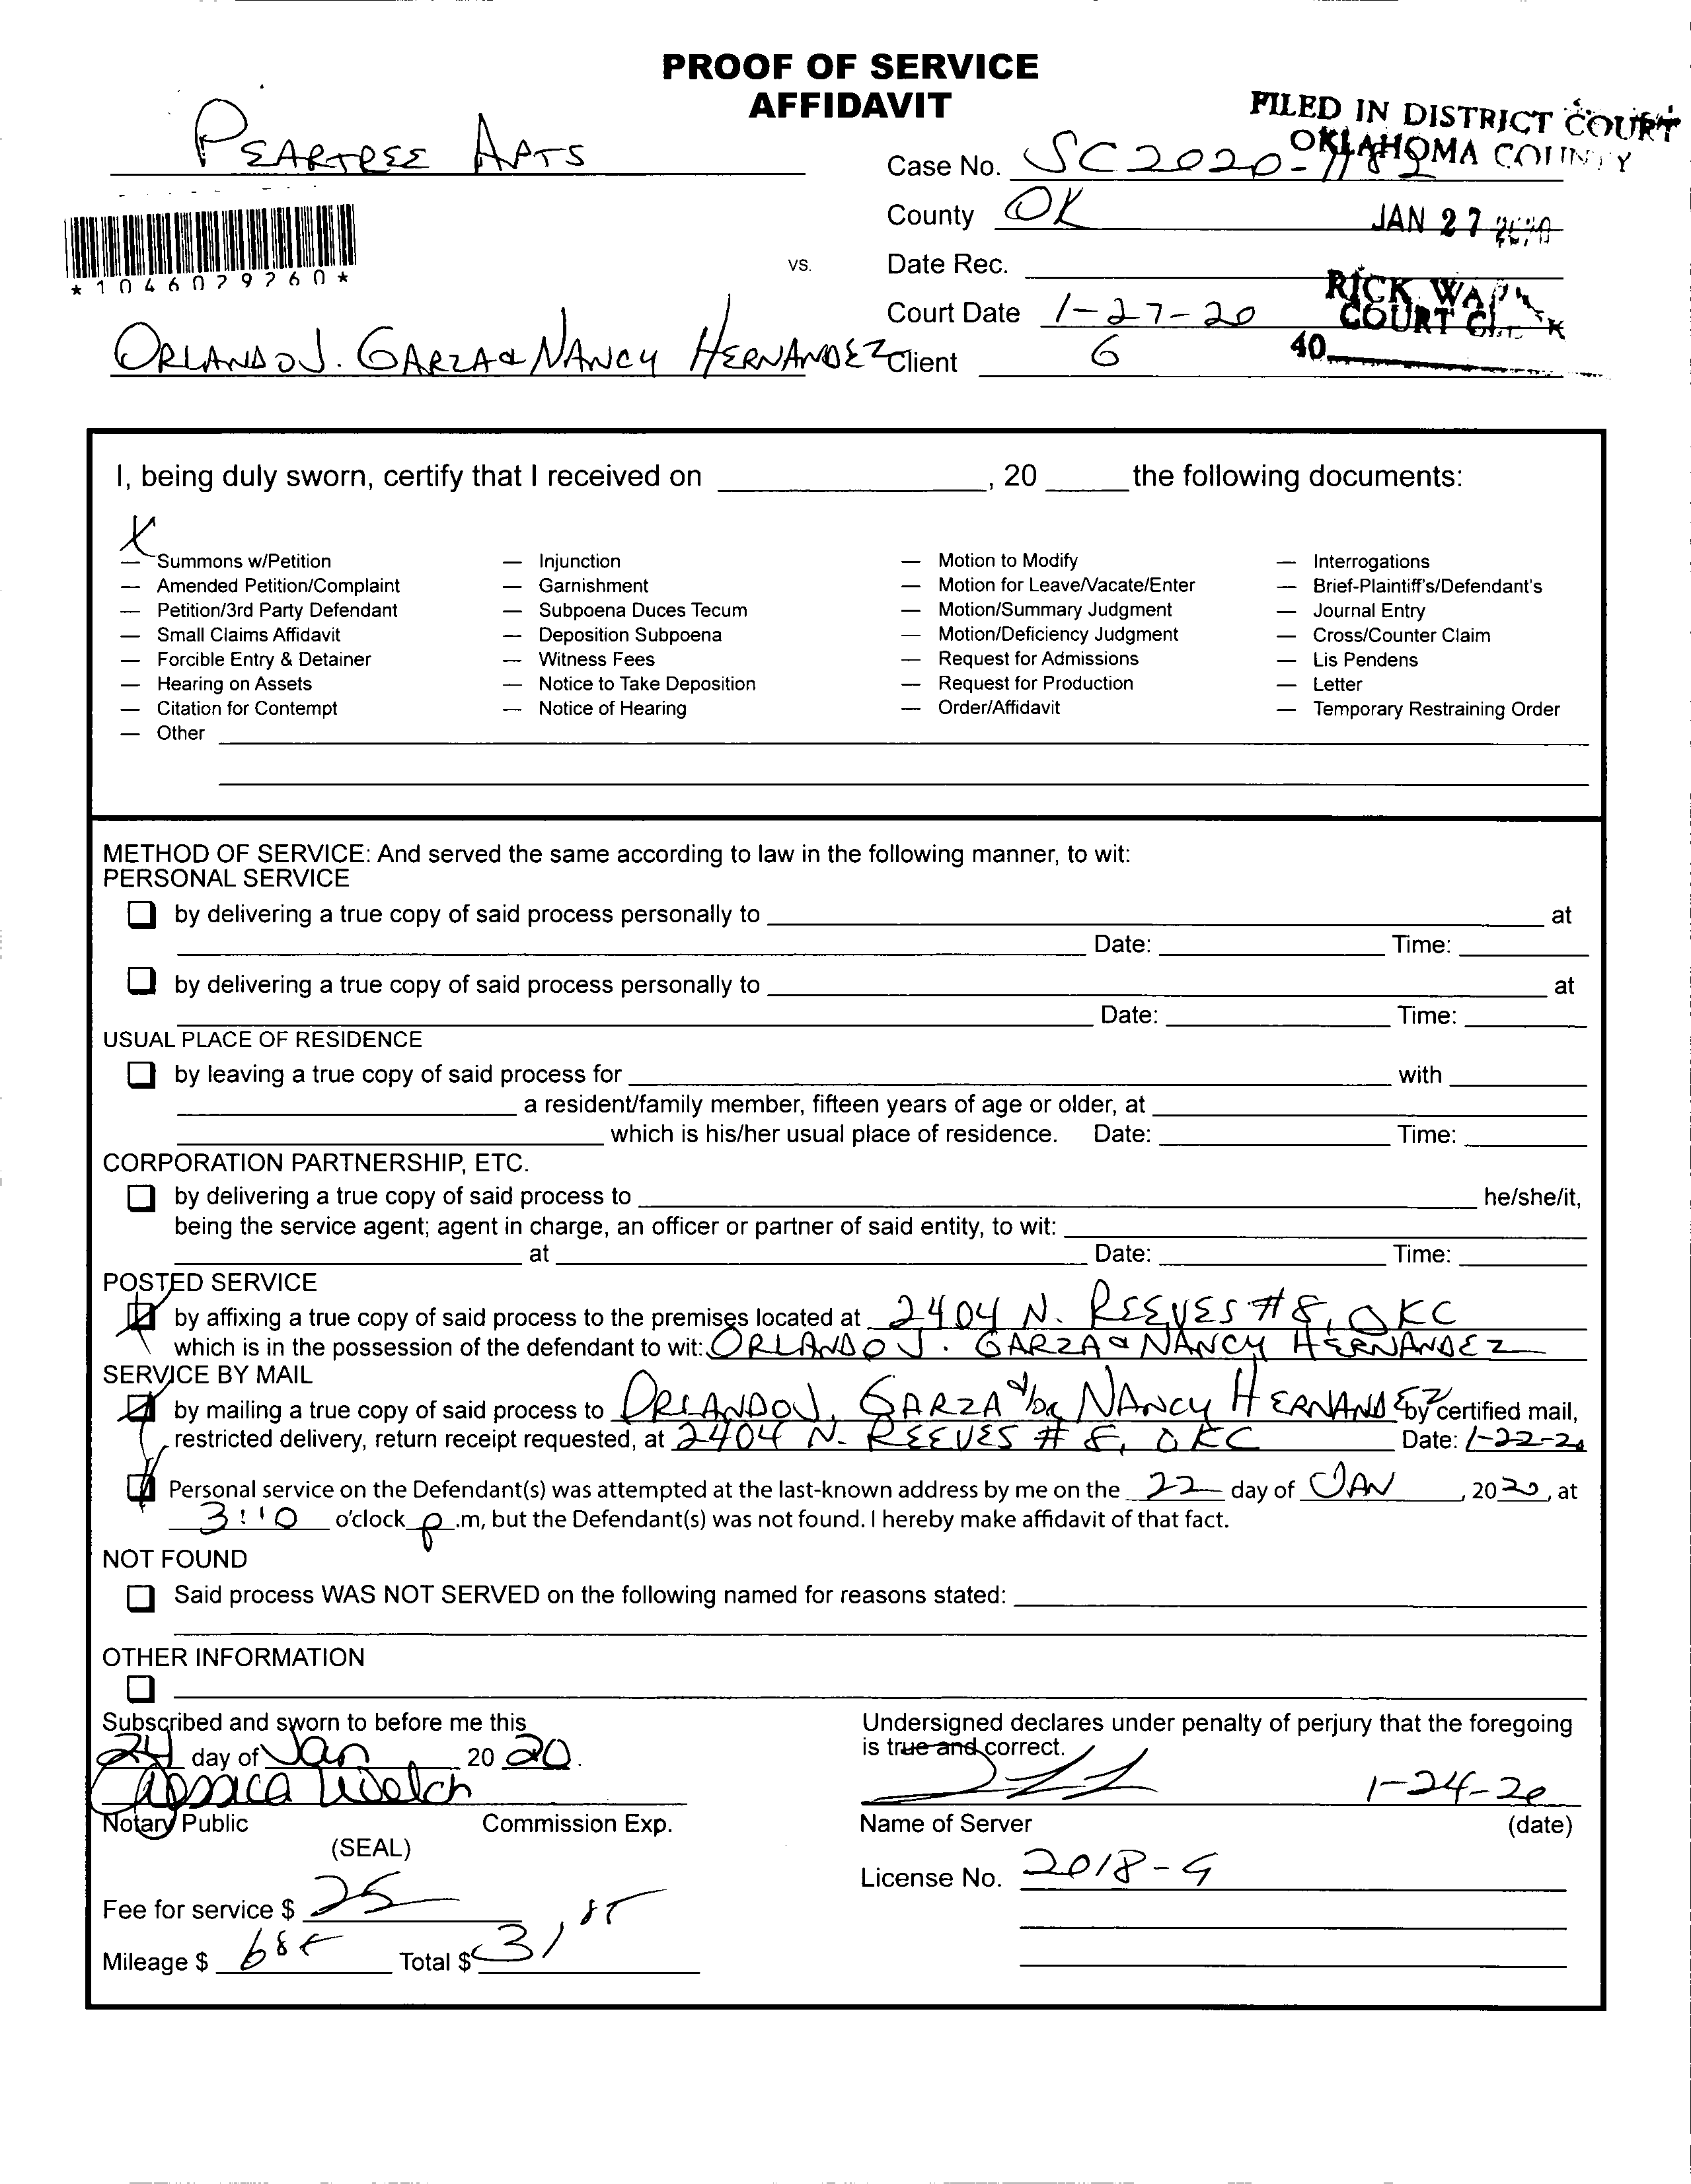 PROOF OF SERVICE
AFFIDAVIT
FILED IN DISTRICT COURT
OKLAHOMA COUNTY
PEARTREE APTS
Case No. SC2020-1182
County OK
JAN 27 2020
*1046079760*
vs.
Date Rec.
RICK
COURT
Court Date 1-27-20
40
ORLANDO J. GARZA & NANCY HERNANDEZ
Client 6
I, being duly sworn, certify that I received on ______, 20 ____ the following documents:
X
— Summons w/Petition — Injunction — Motion to Modify — Interrogations
— Amended Petition/Complaint — Garnishment — Motion for Leave/Vacate/Enter — Brief-Plaintiff's/Defendant's
— Petition/3rd Party Defendant — Subpoena Duces Tecum — Motion/Summary Judgment — Journal Entry
— Small Claims Affidavit — Deposition Subpoena — Motion/Deficiency Judgment — Cross/Counter Claim
— Forcible Entry & Detainer — Witness Fees — Request for Admissions — Lis Pendens
— Hearing on Assets — Notice to Take Deposition — Request for Production — Letter
— Citation for Contempt — Notice of Hearing — Order/Affidavit — Temporary Restraining Order
— Other
METHOD OF SERVICE: And served the same according to law in the following manner, to wit:
PERSONAL SERVICE
by delivering a true copy of said process personally to ______ at
______ Date: ______ Time: ______
by delivering a true copy of said process personally to ______ at
______ Date: ______ Time: ______
USUAL PLACE OF RESIDENCE
by leaving a true copy of said process for ______ with ______
______ a resident/family member, fifteen years of age or older, at ______
______ which is his/her usual place of residence. Date: ______ Time: ______
CORPORATION PARTNERSHIP, ETC.
by delivering a true copy of said process to ______ he/she/it,
being the service agent; agent in charge, an officer or partner of said entity, to wit: ______
______ at ______ Date: ______ Time: ______
POSTED SERVICE
by affixing a true copy of said process to the premises located at 2404 N. REEVES #8, OKC
which is in the possession of the defendant to wit: ORLANDO J. GARZA & NANCY HERNANDEZ
SERVICE BY MAIL
by mailing a true copy of said process to ORLANDO J. GARZA &/or NANCY HERNANDEZ by certified mail,
restricted delivery, return receipt requested, at 2404 N. REEVES #8, OKC Date: 1-22-20
Personal service on the Defendant(s) was attempted at the last-known address by me on the 22 day of JAN, 2020, at
3:10 o'clock p.m, but the Defendant(s) was not found. I hereby make affidavit of that fact.
NOT FOUND
Said process WAS NOT SERVED on the following named for reasons stated:
OTHER INFORMATION
Subscribed and sworn to before me this
24 day of Jan 2020.
Undersigned declares under penalty of perjury that the foregoing
is true and correct.
Jessica Welch
1-24-20
Notary Public Commission Exp.
Name of Server (date)
(SEAL)
License No. 2018-9
Fee for service $ 25
Mileage $ 685 Total $ 31.85